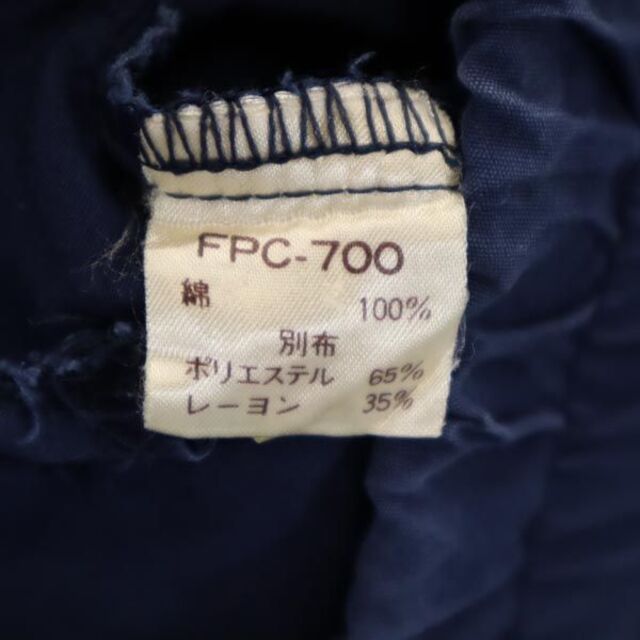 FPC-700
綿 100%
別布
ポリエステル 65%
レーヨン 35%